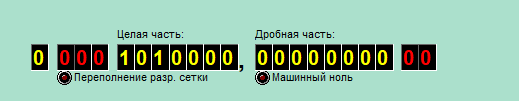 Целая часть: Дробная часть:
0 000 1010000, 00000000 00
Переполнение разр. сетки Машинный ноль